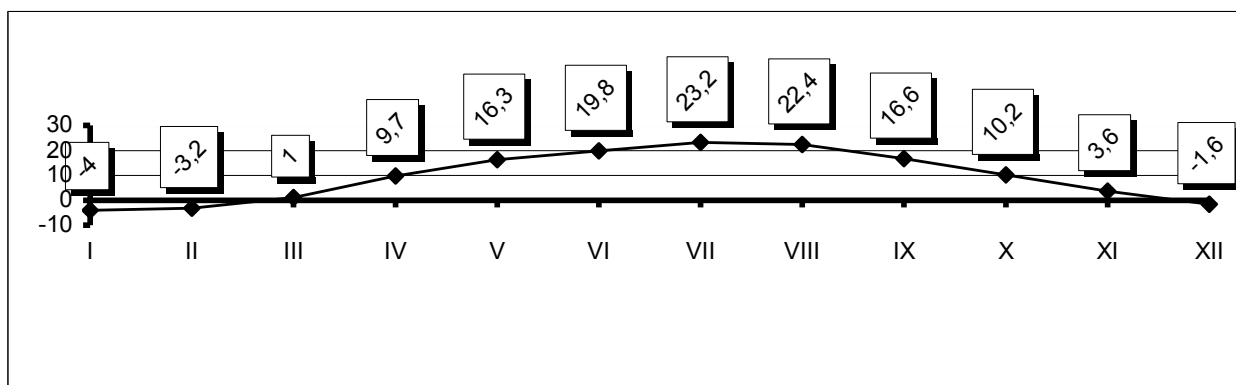 -4 -3,2 1 9,7 16,3 19,8 23,2 22,4 16,6 10,2 3,6 -1,6
30
20
10
0
-10
I II III IV V VI VII VIII IX X XI XII